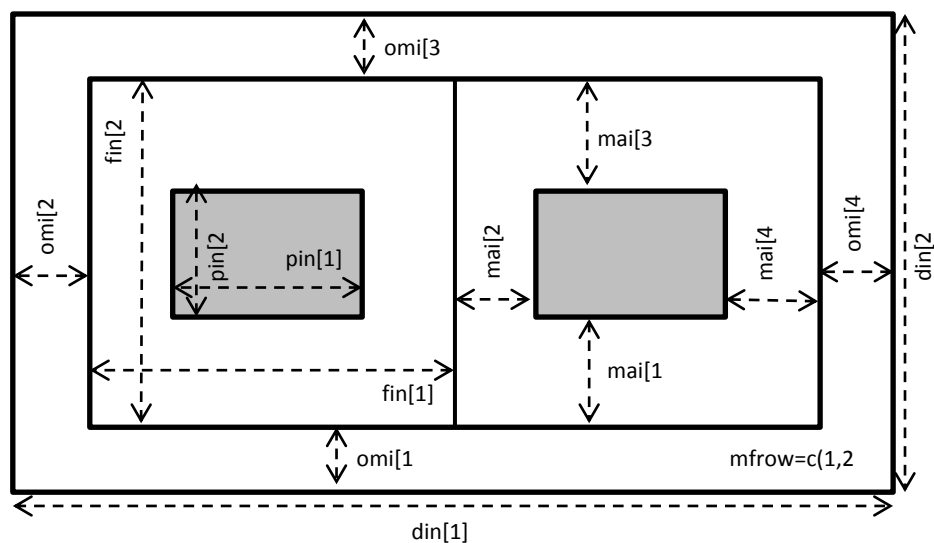 omi[3
fin[2
mai[3
omi[2
pin[2
pin[1]
mai[2
mai[4
omi[4
din[2
mai[1
fin[1]
omi[1
mfrow=c(1,2
din[1]